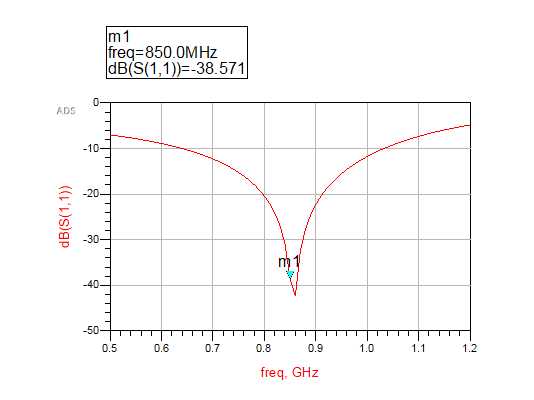 m1
freq=850.0MHz
dB(S(1,1))=-38.571
ADS
0
-10
-20
-30
-40
-50
dB(S(1,1))
m1
0.5 0.6 0.7 0.8 0.9 1.0 1.1 1.2
freq, GHz